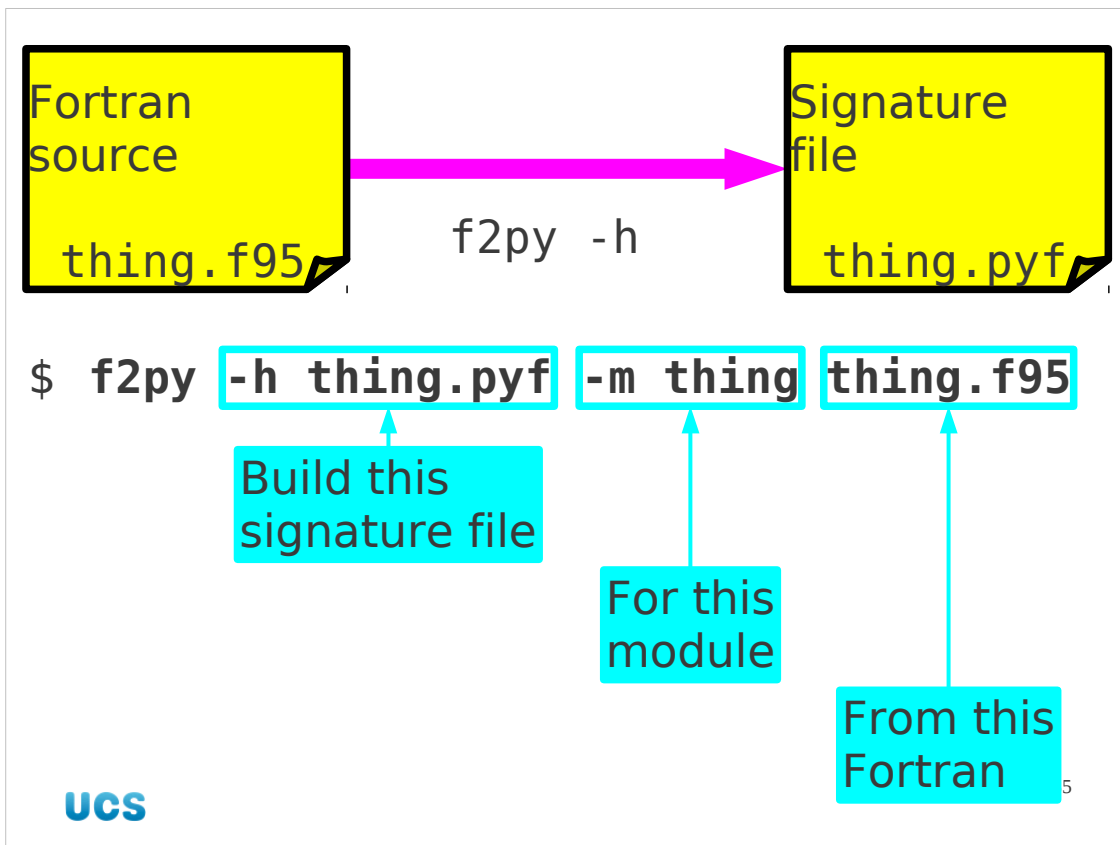 Fortran
source
thing.f95
f2py -h
Signature
file
thing.pyf
$ f2py -h thing.pyf -m thing thing.f95
Build this
signature file
For this
module
From this
Fortran
5
UCS